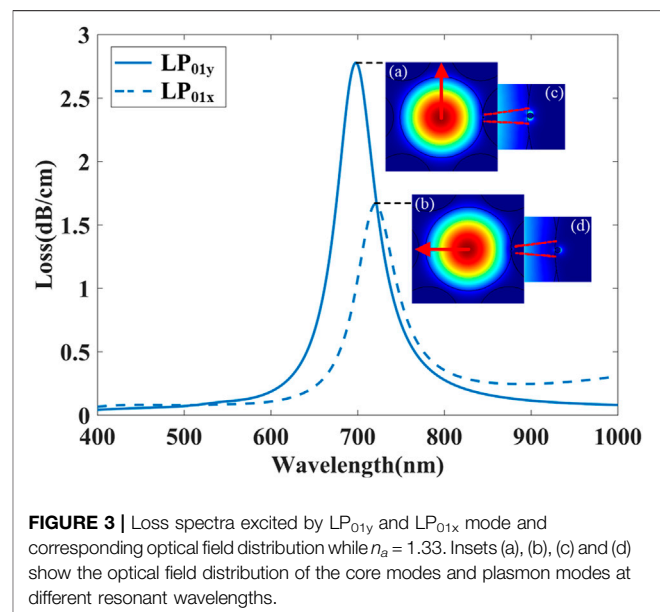 3
2.5
2
1.5
1
0.5
0
Loss(dB/cm)
LP01y
LP01x
(a)
(c)
(b)
(d)
400 500 600 700 800 900 1000
Wavelength(nm)
FIGURE 3 | Loss spectra excited by LP01y and LP01x mode and
corresponding optical field distribution while na = 1.33. Insets (a), (b), (c) and (d)
show the optical field distribution of the core modes and plasmon modes at
different resonant wavelengths.